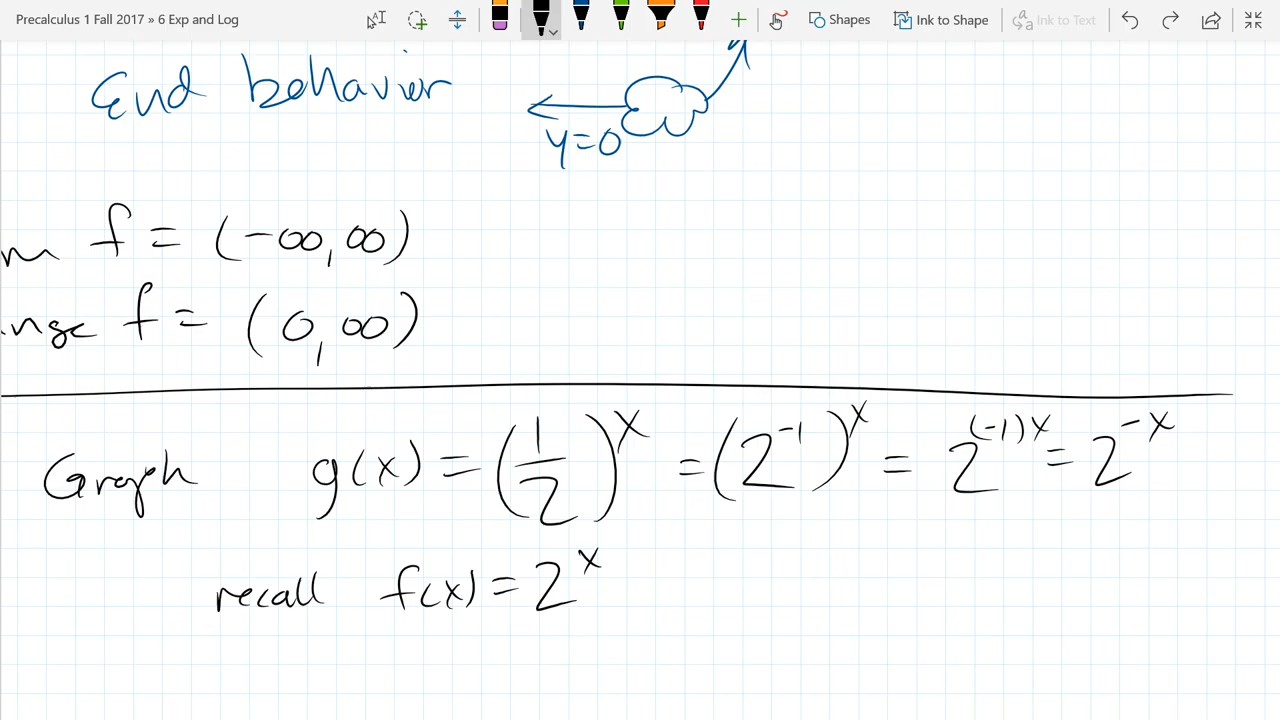 Precalculus 1 Fall 2017 » 6 Exp and Log
Shapes
Ink to Shape
Ink to Text
End behavior
y=0
m f = (-∞,∞)
nge f = (0,∞)
Graph g(x) = (1/2)^x = (2^-1)^x = 2^(-1)x = 2^-x
recall f(x) = 2^x